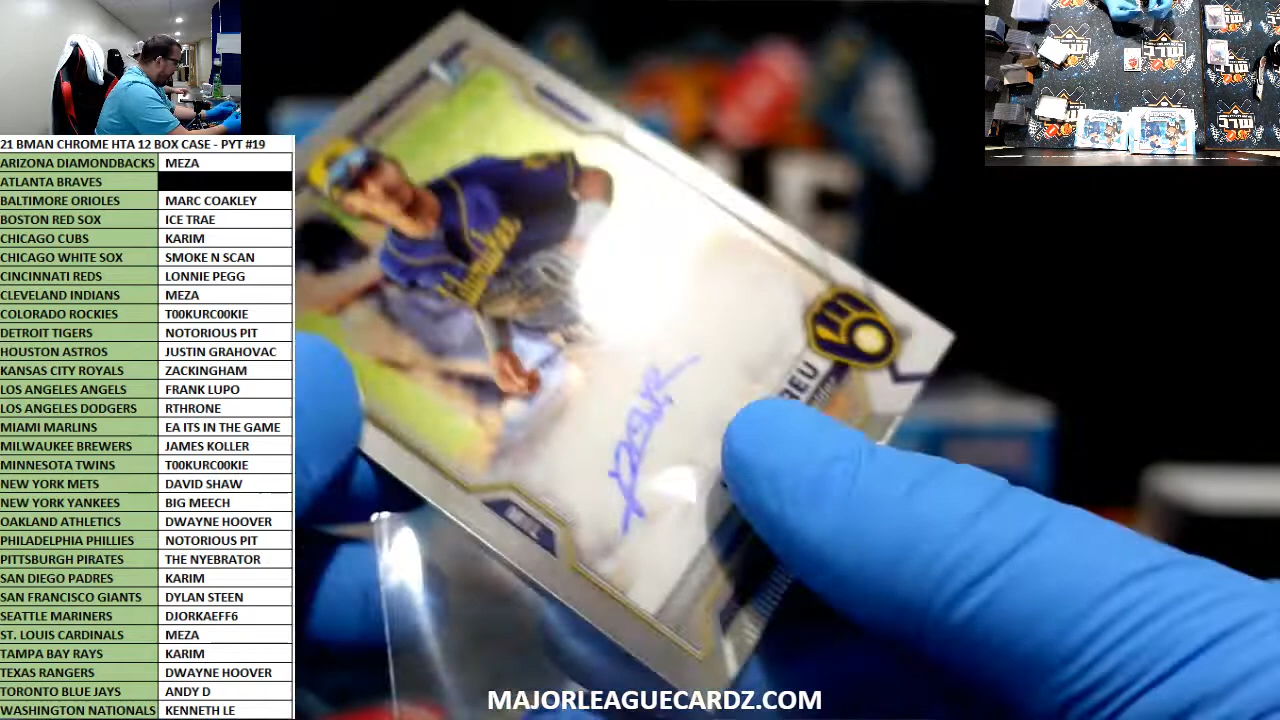 21 BMAN CHROME HTA 12 BOX CASE - PYT #19
ARIZONA DIAMONDBACKS MEZA
ATLANTA BRAVES
BALTIMORE ORIOLES MARC COAKLEY
BOSTON RED SOX ICE TRAE
CHICAGO CUBS KARIM
CHICAGO WHITE SOX SMOKE N SCAN
CINCINNATI REDS LONNIE PEGG
CLEVELAND INDIANS MEZA
COLORADO ROCKIES T00KURC00KIE
DETROIT TIGERS NOTORIOUS PIT
HOUSTON ASTROS JUSTIN GRAHOVAC
KANSAS CITY ROYALS ZACKINGHAM
LOS ANGELES ANGELS FRANK LUPO
LOS ANGELES DODGERS RTHRONE
MIAMI MARLINS EA ITS IN THE GAME
MILWAUKEE BREWERS JAMES KOLLER
MINNESOTA TWINS T00KURC00KIE
NEW YORK METS DAVID SHAW
NEW YORK YANKEES BIG MEECH
OAKLAND ATHLETICS DWAYNE HOOVER
PHILADELPHIA PHILLIES NOTORIOUS PIT
PITTSBURGH PIRATES THE NYEBRATOR
SAN DIEGO PADRES KARIM
SAN FRANCISCO GIANTS DYLAN STEEN
SEATTLE MARINERS DJORKAEFF6
ST. LOUIS CARDINALS MEZA
TAMPA BAY RAYS KARIM
TEXAS RANGERS DWAYNE HOOVER
TORONTO BLUE JAYS ANDY D
WASHINGTON NATIONALS KENNETH LE
Milwaukee
MAJORLEAGUECARDZ.COM